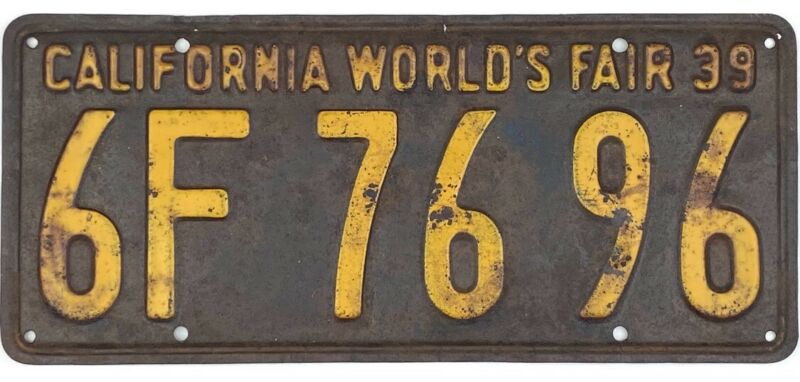 CALIFORNIA WORLD'S FAIR 39
6F 76 96